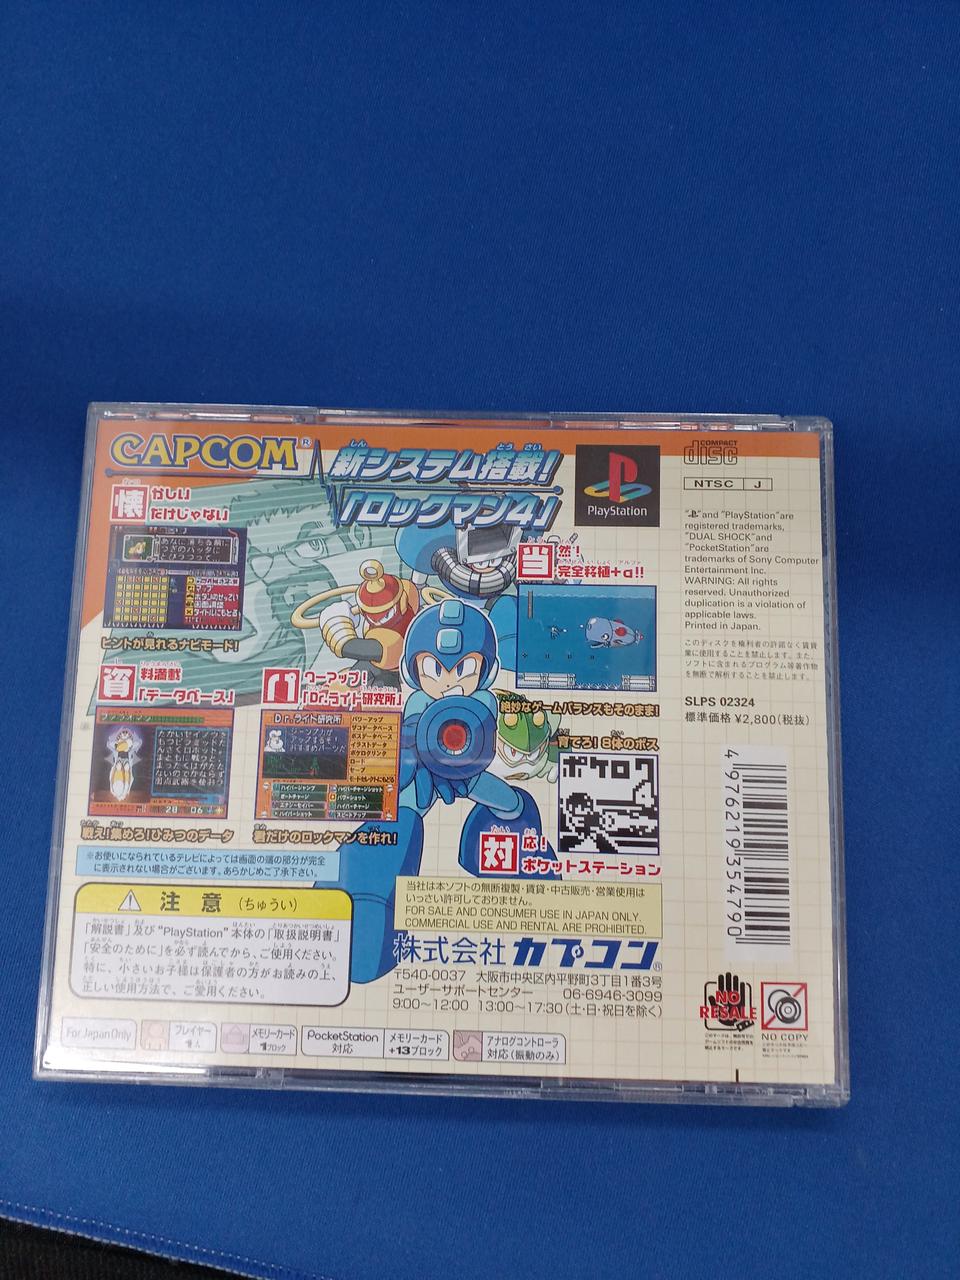 CAPCOM
新システム搭載!
「ロックマン4」
PlayStation
COMPACT
disc
NTSC J
懐かしい
だけじゃない
ヒントが見れるナビモード!
資料満載
「データベース」
戦え!集めろ!ひみつのデータ
パワーアップ!
「Dr.ライト研究所」
Dr.ライト研究所
君だけのロックマンを作れ!
当然!
完全移植+α!!
絶妙なゲームバランスもそのまま!
育てろ!8体のボス
ポケロク
対応!
ポケットステーション
"PS"and "PlayStation"are
registered trademarks,
"DUAL SHOCK"and
"PocketStation"are
trademarks of Sony Computer
Entertainment Inc.
WARNING: All rights
reserved. Unauthorized
duplication is a violation of
applicable laws.
Printed in Japan.
このディスクを権利者の許諾なく賃貸
業に使用することを禁止します。また、
ソフトに含まれるプログラム等著作物
を無断で解析することを禁止します。
SLPS 02324
標準価格 ¥2,800(税抜)
4976219354790
※お使いになられているテレビによっては画面の端の部分が完全
に表示されない場合がございます。あらかじめご了承下さい。
注意(ちゅうい)
「解説書」及び"PlayStation"本体の「取扱説明書」
「安全のために」を必ず読んでから、ご使用ください。
特に、小さいお子様は保護者の方がお読みの上、
正しい使用方法で、ご愛用ください。
当社は本ソフトの無断複製・賃貸・中古販売・営業使用は
いっさい許可しておりません。
FOR SALE AND CONSUMER USE IN JAPAN ONLY.
COMMERCIAL USE AND RENTAL ARE PROHIBITED.
株式会社カプコン®
〒540-0037 大阪市中央区内平野町3丁目1番3号
ユーザーサポートセンター 06-6946-3099
9:00〜12:00 13:00〜17:30(土・日・祝日を除く)
NO RESALE
NO COPY
For Japan Only
プレイヤー
1人
メモリーカード
1ブロック
PocketStation
対応
メモリーカード
+13ブロック
アナログコントローラ
対応(振動のみ)